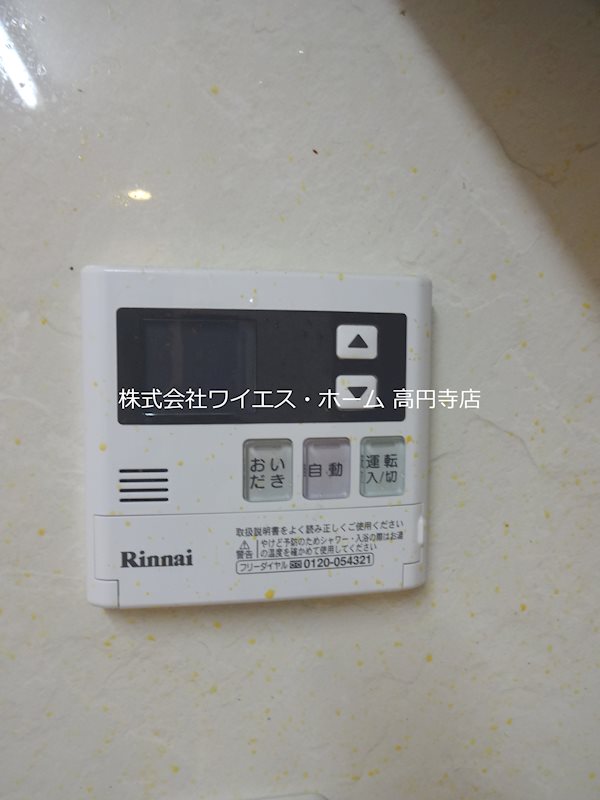 株式会社ワイエス・ホーム 高円寺店
おい
だき
自動
運転
入/切
取扱説明書をよく読み正しくご使用ください
警告
やけど予防のためシャワー・入浴の際はお湯
の温度を確かめて使用してください
フリーダイヤル 0120-054321
Rinnai